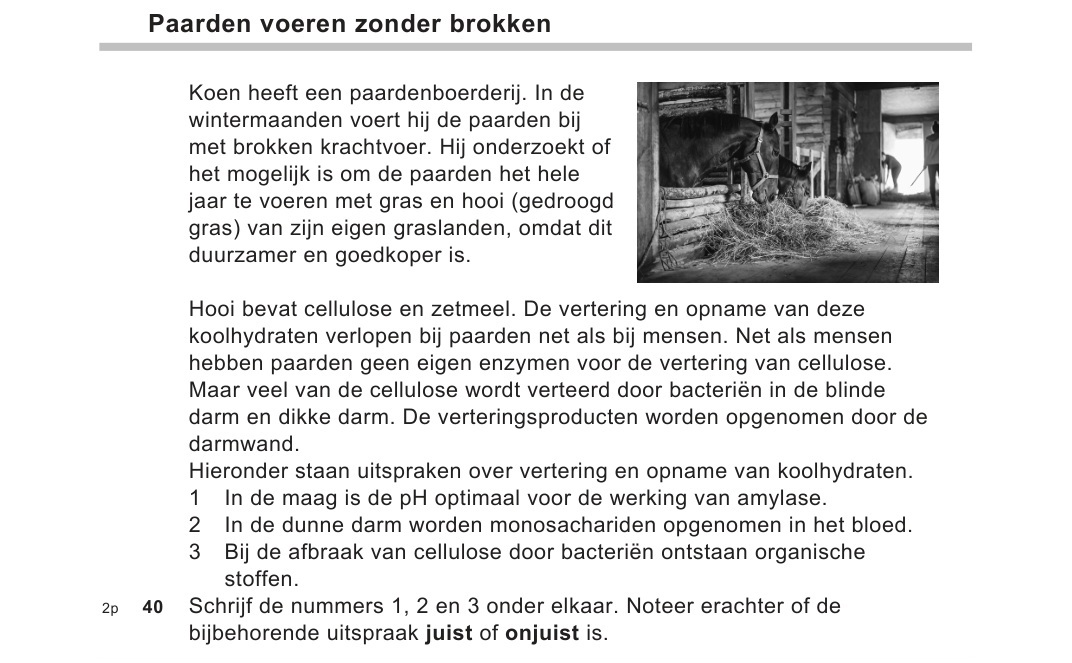 Paarden voeren zonder brokken
Koen heeft een paardenboerderij. In de
wintermaanden voert hij de paarden bij
met brokken krachtvoer. Hij onderzoekt of
het mogelijk is om de paarden het hele
jaar te voeren met gras en hooi (gedroogd
gras) van zijn eigen graslanden, omdat dit
duurzamer en goedkoper is.
Hooi bevat cellulose en zetmeel. De vertering en opname van deze
koolhydraten verlopen bij paarden net als bij mensen. Net als mensen
hebben paarden geen eigen enzymen voor de vertering van cellulose.
Maar veel van de cellulose wordt verteerd door bacteriën in de blinde
darm en dikke darm. De verteringsproducten worden opgenomen door de
darmwand.
Hieronder staan uitspraken over vertering en opname van koolhydraten.
1 In de maag is de pH optimaal voor de werking van amylase.
2 In de dunne darm worden monosachariden opgenomen in het bloed.
3 Bij de afbraak van cellulose door bacteriën ontstaan organische
stoffen.
2p 40 Schrijf de nummers 1, 2 en 3 onder elkaar. Noteer erachter of de
bijbehorende uitspraak juist of onjuist is.